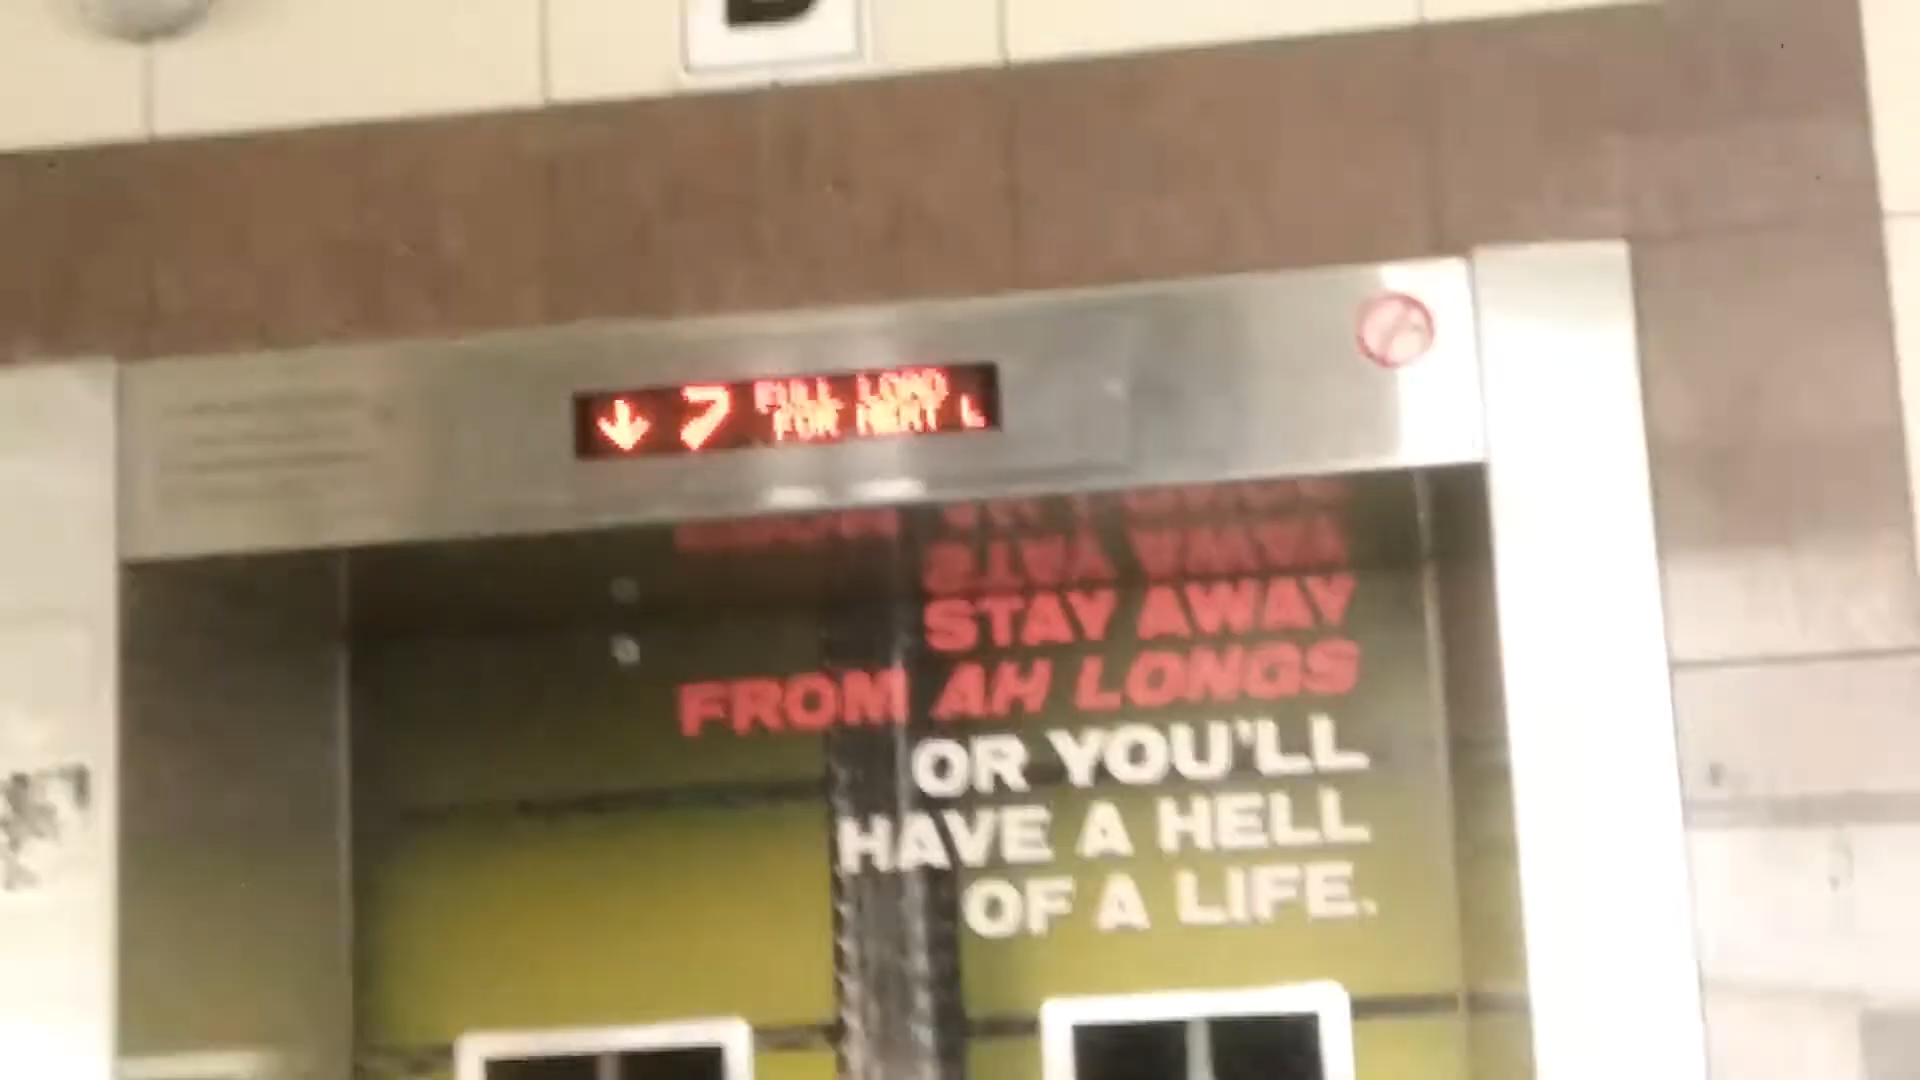 7 FULL LOAD
FOR NEXT L
STAY AWAY
FROM AH LONGS
OR YOU'LL
HAVE A HELL
OF A LIFE.